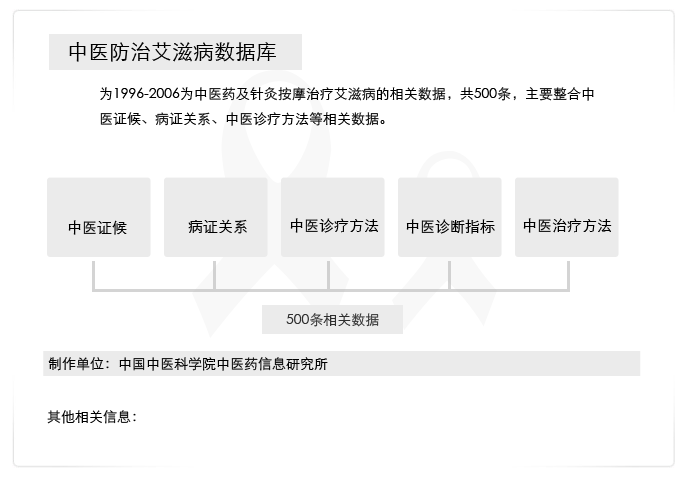 中医防治艾滋病数据库
为1996-2006为中医药及针灸按摩治疗艾滋病的相关数据，共500条，主要整合中
医证候、病证关系、中医诊疗方法等相关数据。
中医证候
病证关系
中医诊疗方法
中医诊断指标
中医治疗方法
500条相关数据
制作单位：中国中医科学院中医药信息研究所
其他相关信息：